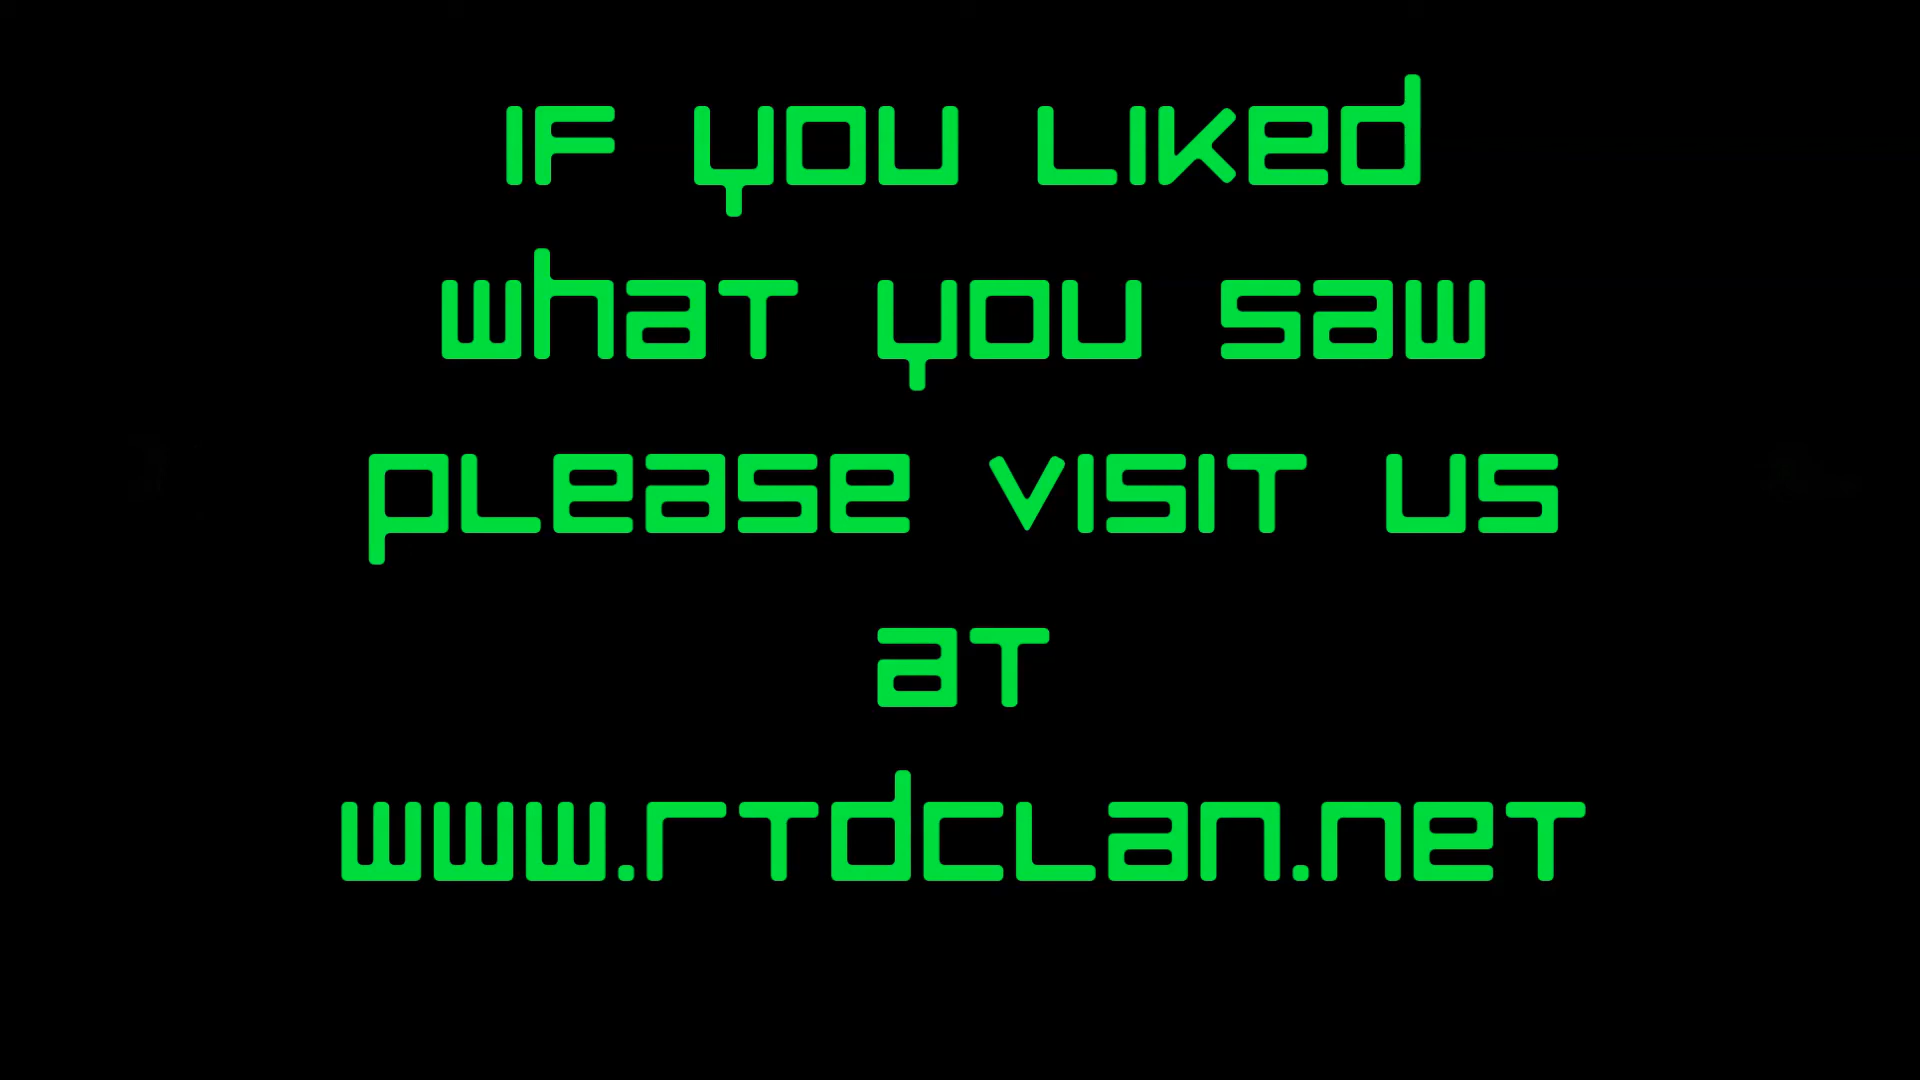 if you liked
what you saw
please visit us
at
www.rtdclan.net